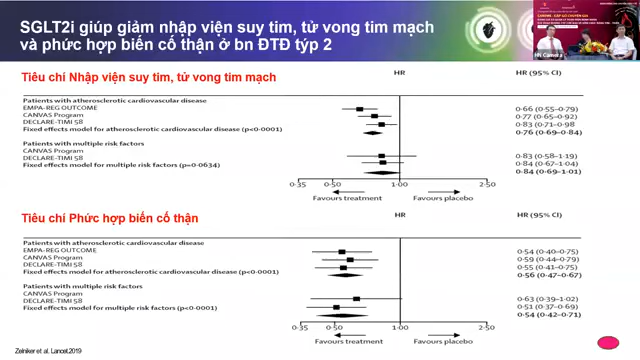 SGLT2i giúp giảm nhập viện suy tim, tử vong tim mạch
và phức hợp biến cố thận ở bn ĐTĐ týp 2
HN Camera
Tiêu chí Nhập viện suy tim, tử vong tim mạch
HR
HR (95% CI)
Patients with atherosclerotic cardiovascular disease
EMPA-REG OUTCOME 0·66 (0·55–0·79)
CANVAS Program 0·77 (0·65–0·92)
DECLARE-TIMI 58 0·83 (0·71–0·98
Fixed effects model for atherosclerotic cardiovascular disease (p<0·0001) 0·76 (0·69–0·84)
Patients with multiple risk factors
CANVAS Program 0·83 (0·58–1·19)
DECLARE-TIMI 58 0·84 (0·67–1·04)
Fixed effects model for multiple risk factors (p=0·0634) 0·84 (0·69–1·01)
0·35 0·50 1·00 2·50
Favours treatment Favours placebo
Tiêu chí Phức hợp biến cố thận
HR
HR (95% CI)
Patients with atherosclerotic cardiovascular disease
EMPA-REG OUTCOME 0·54 (0·40–0·75)
CANVAS Program 0·59 (0·44–0·79)
DECLARE-TIMI 58 0·55 (0·41–0·75)
Fixed effects model for atherosclerotic cardiovascular disease (p<0·0001) 0·56 (0·47–0·67)
Patients with multiple risk factors
CANVAS Program 0·63 (0·39–1·02)
DECLARE-TIMI 58 0·51 (0·37–0·69)
Fixed effects model for multiple risk factors (p<0·0001) 0·54 (0·42–0·71)
0·35 0·50 1·00 2·50
Favours treatment Favours placebo
Zelniker et al. Lancet.2019